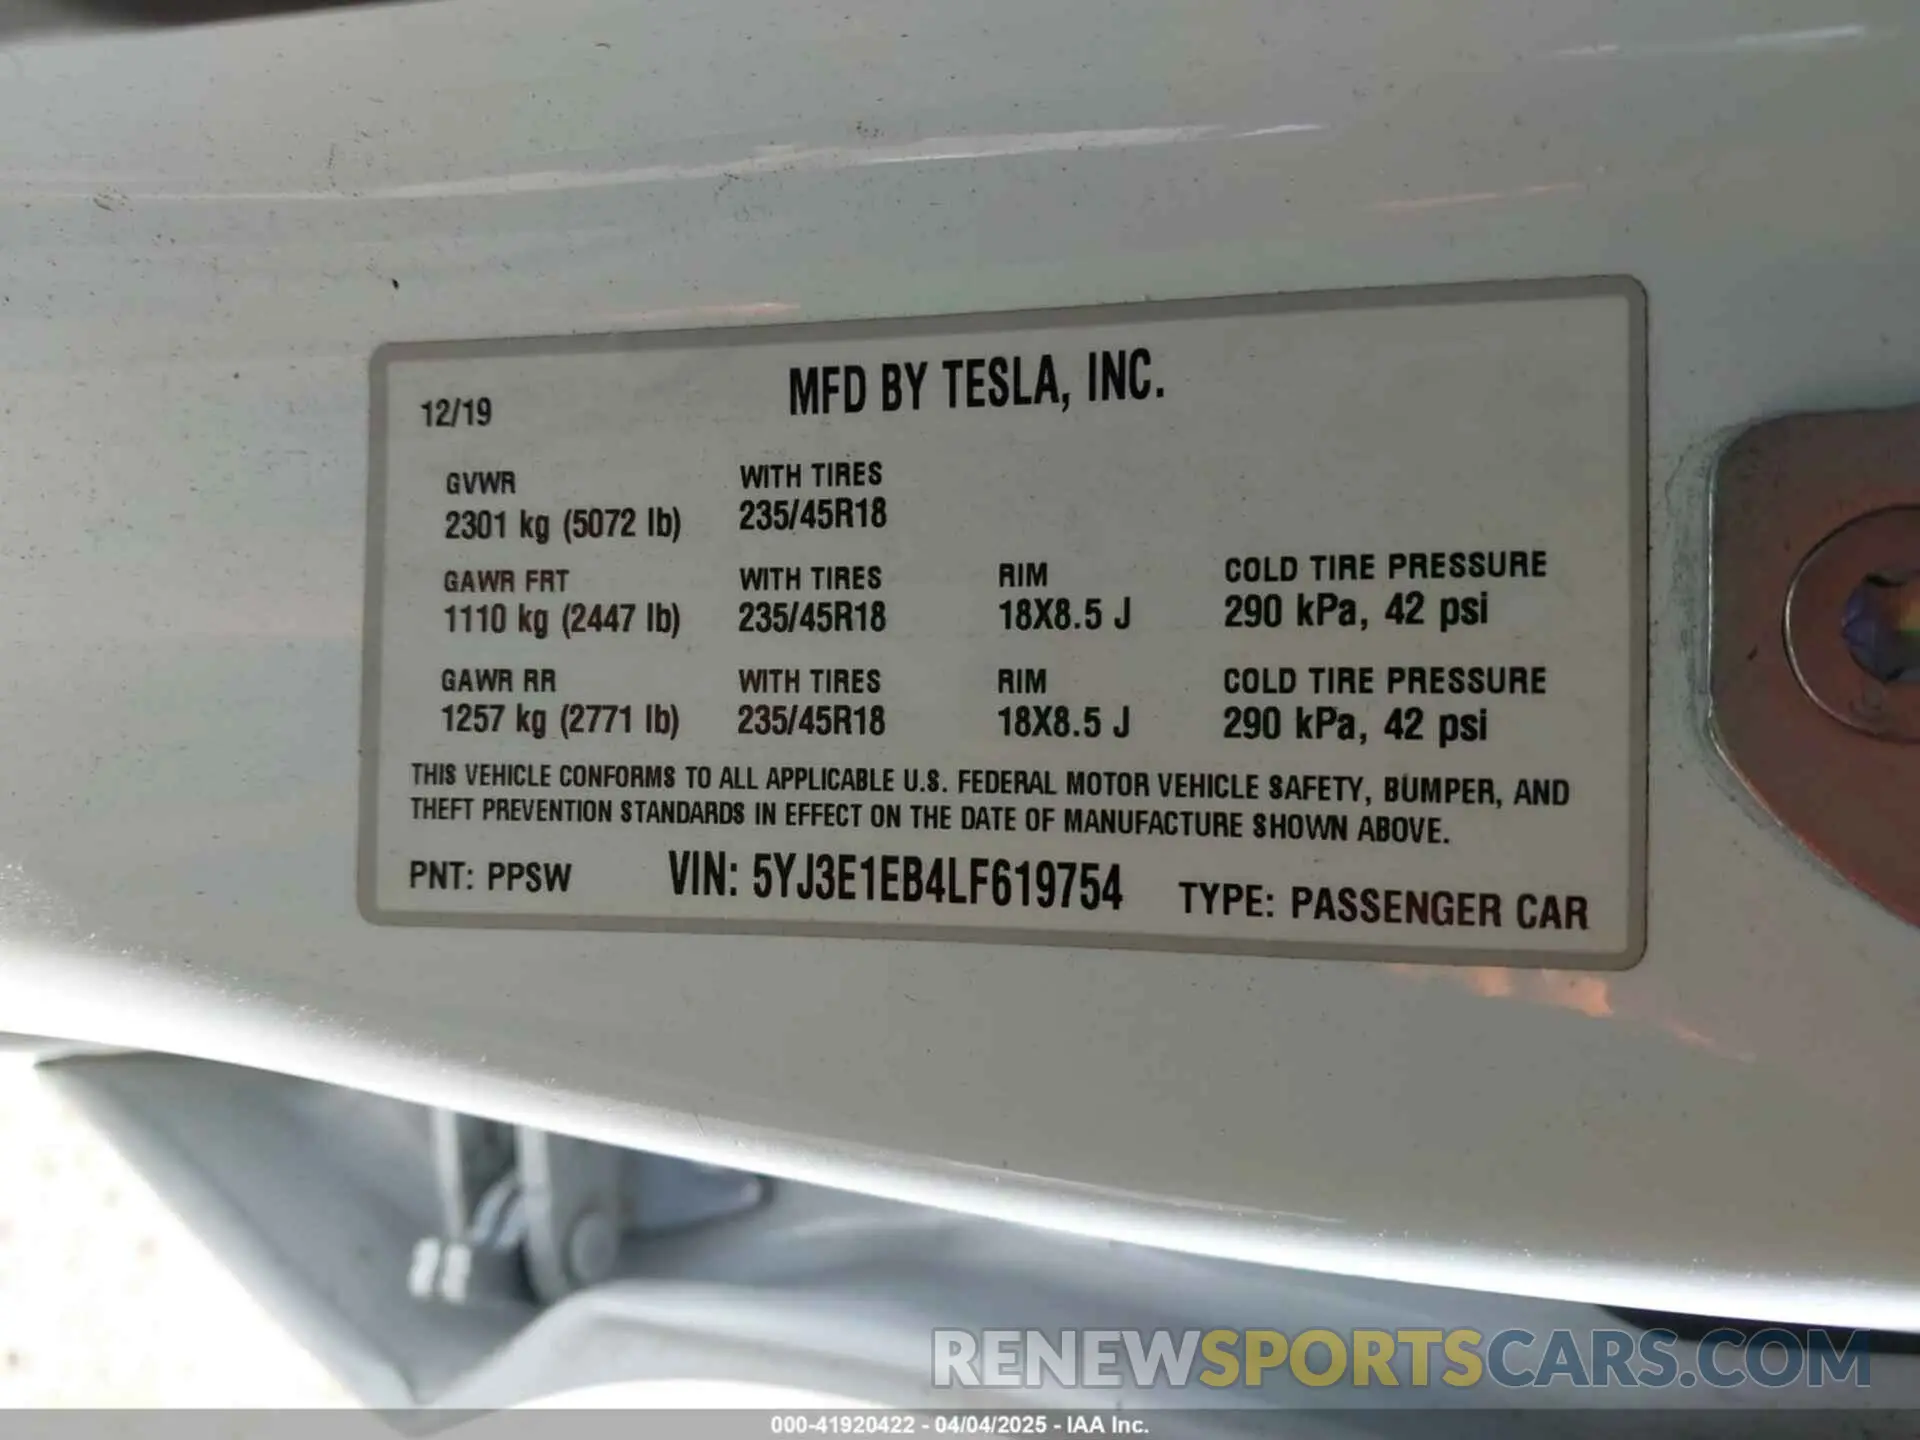 MFD BY TESLA, INC.
12/19
GVWR WITH TIRES
2301 kg (5072 lb) 235/45R18
GAWR FRT WITH TIRES RIM COLD TIRE PRESSURE
1110 kg (2447 lb) 235/45R18 18X8.5 J 290 kPa, 42 psi
GAWR RR WITH TIRES RIM COLD TIRE PRESSURE
1257 kg (2771 lb) 235/45R18 18X8.5 J 290 kPa, 42 psi
THIS VEHICLE CONFORMS TO ALL APPLICABLE U.S. FEDERAL MOTOR VEHICLE SAFETY, BUMPER, AND
THEFT PREVENTION STANDARDS IN EFFECT ON THE DATE OF MANUFACTURE SHOWN ABOVE.
PNT: PPSW VIN: 5YJ3E1EB4LF619754 TYPE: PASSENGER CAR
RENEWSPORTSCARS.COM
000-41920422 - 04/04/2025 - IAA Inc.